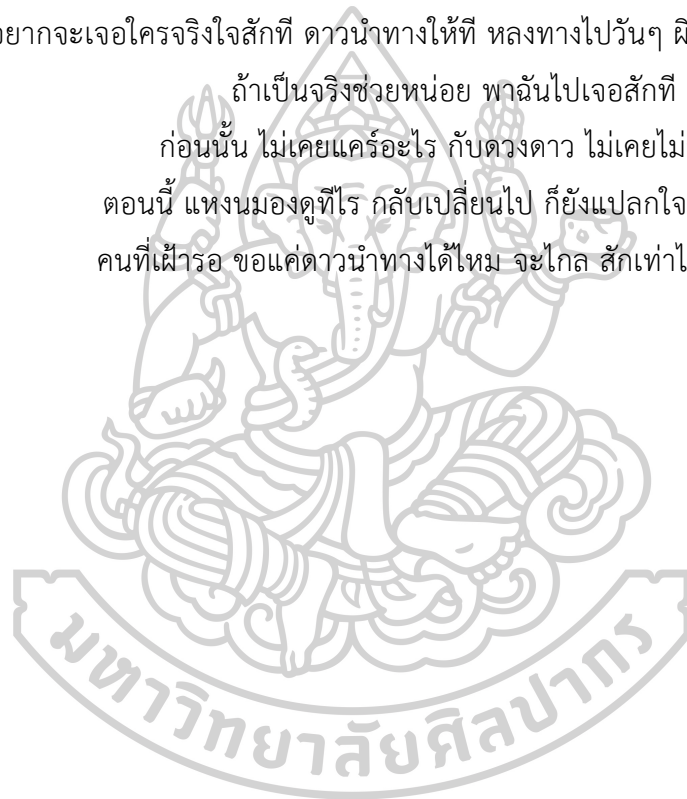 อยากจะเจอใครจริงใจสักที ดาวนำทางให้ที หลงทางไปวันๆ
ถ้าเป็นจริงช่วยหน่อย พาฉันไปเจอสักที
ก่อนนั้น ไม่เคยแคร์อะไร กับดวงดาว ไม่เคยไม่
ตอนนี้ แหงนมองดูทีไร กลับเปลี่ยนไป ก็ยังแปลกใจ
คนที่เฝ้ารอ ขอแค่ดาวนำทางได้ไหม จะไกล
มหาวิทยาลัยศิลปากร